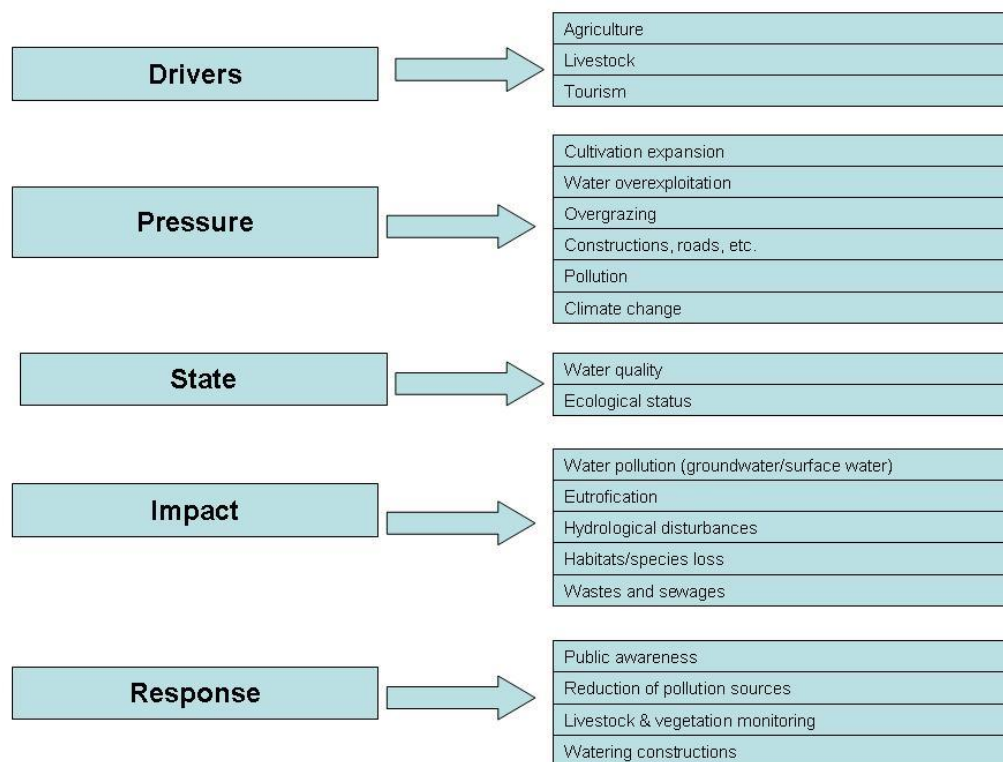 Drivers
Agriculture
Livestock
Tourism
Pressure
Cultivation expansion
Water overexploitation
Overgrazing
Constructions, roads, etc.
Pollution
Climate change
State
Water quality
Ecological status
Impact
Water pollution (groundwater/surface water)
Eutrofication
Hydrological disturbances
Habitats/species loss
Wastes and sewages
Response
Public awareness
Reduction of pollution sources
Livestock & vegetation monitoring
Watering constructions